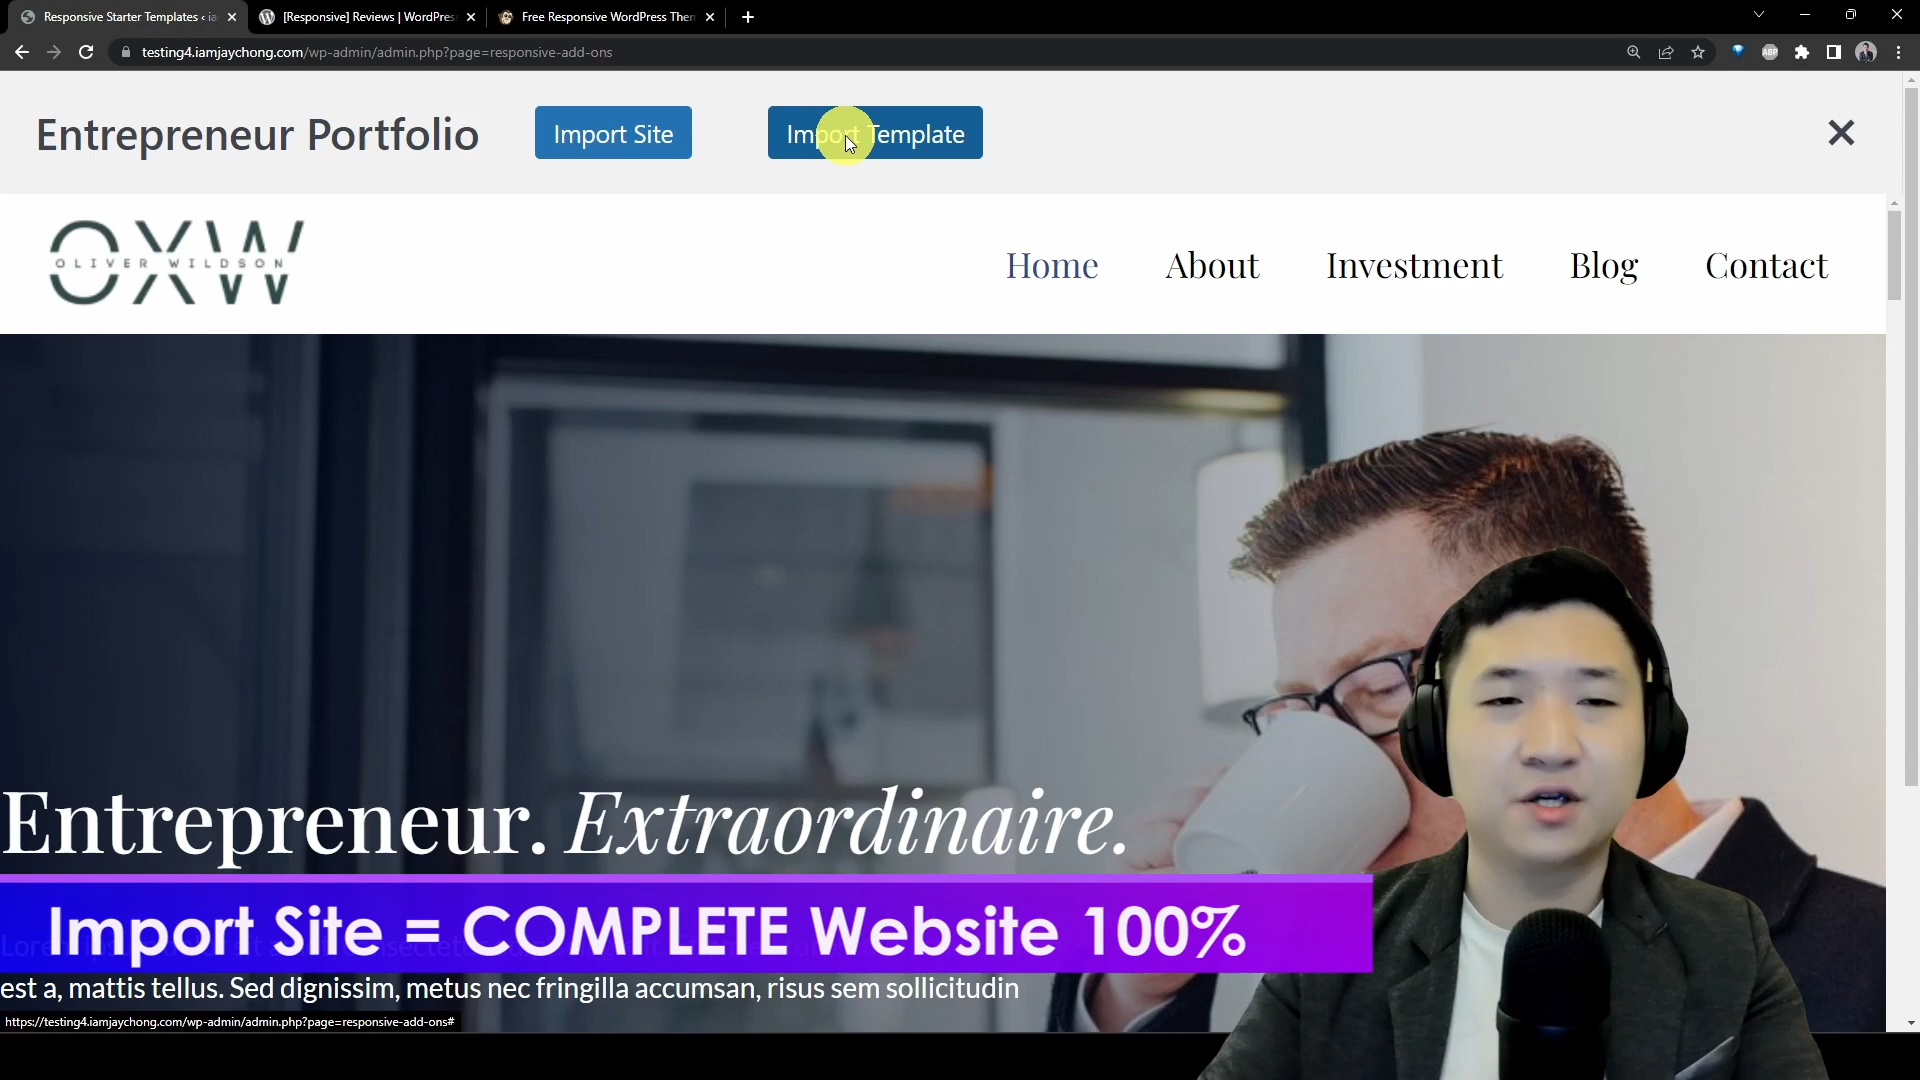 Responsive Starter Templates ‹ ia
[Responsive] Reviews | WordPres
Free Responsive WordPress Them
testing4.iamjaychong.com/wp-admin/admin.php?page=responsive-add-ons
ABP
Entrepreneur Portfolio
Import Site
Import Template
OXW
OLIVER WILDSON
Home
About
Investment
Blog
Contact
Entrepreneur. Extraordinaire.
Import Site = COMPLETE Website 100%
est a, mattis tellus. Sed dignissim, metus nec fringilla accumsan, risus sem sollicitudin
https://testing4.iamjaychong.com/wp-admin/admin.php?page=responsive-add-ons#